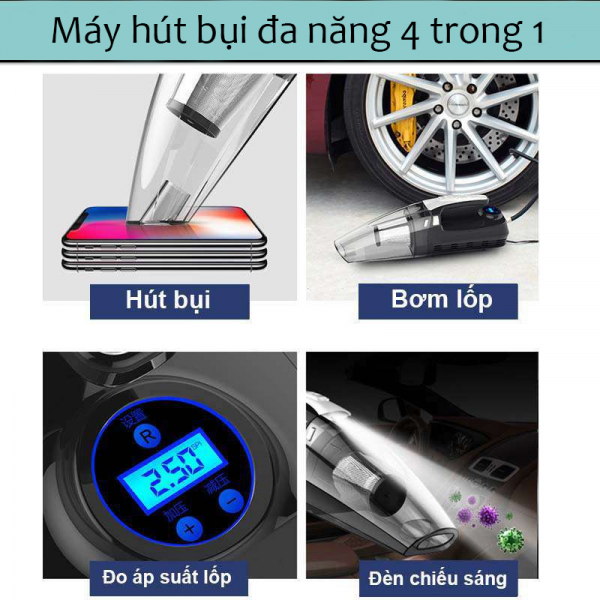 Máy hút bụi đa năng 4 trong 1
Hút bụi
Bơm lốp
设置
R
2.50
加压
减压
+
−
Đo áp suất lốp
Đèn chiếu sáng